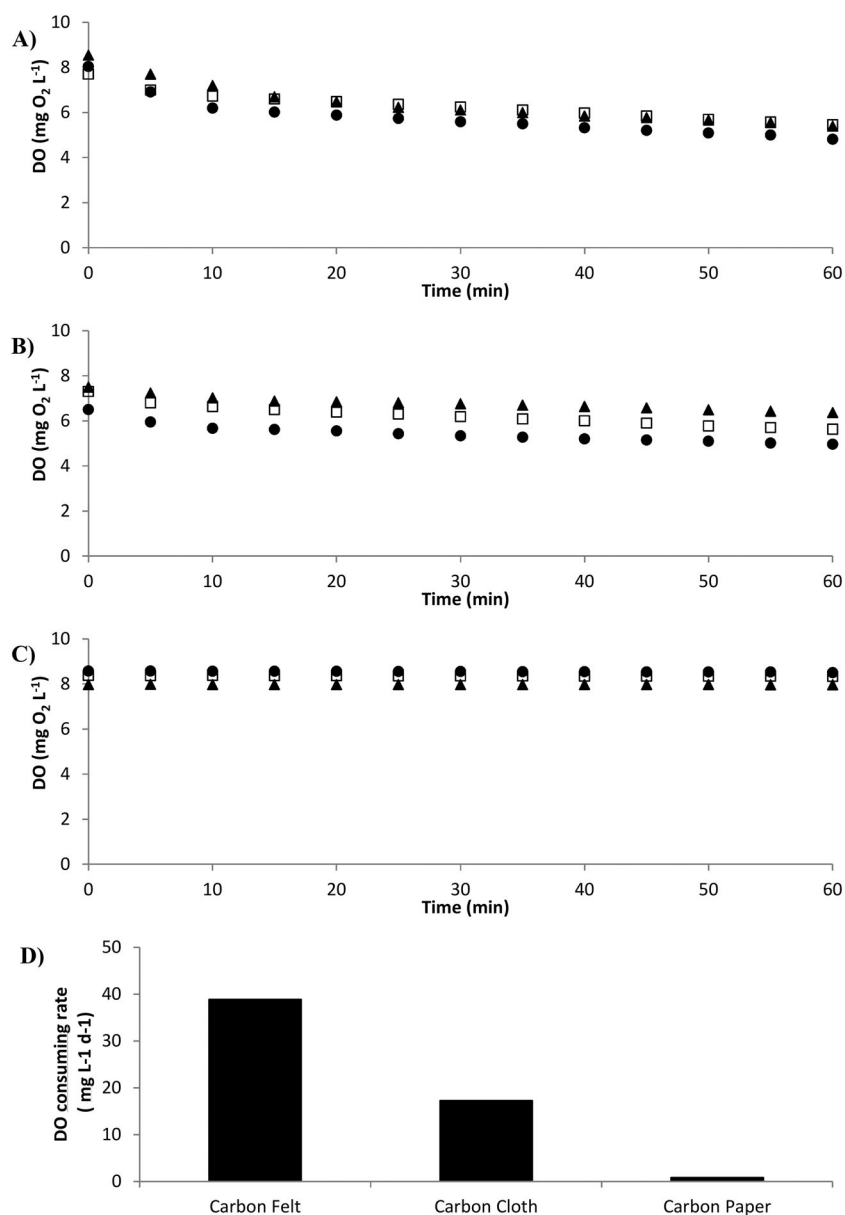 A)
10
8
6
4
2
0
DO (mg O₂ L⁻¹)
0 10 20 30 40 50 60
Time (min)
B)
10
8
6
4
2
0
DO (mg O₂ L⁻¹)
0 10 20 30 40 50 60
Time (min)
C)
10
8
6
4
2
0
DO (mg O₂ L⁻¹)
0 10 20 30 40 50 60
Time (min)
D)
50
40
30
20
10
0
DO consuming rate
( mg L-1 d-1)
Carbon Felt Carbon Cloth Carbon Paper